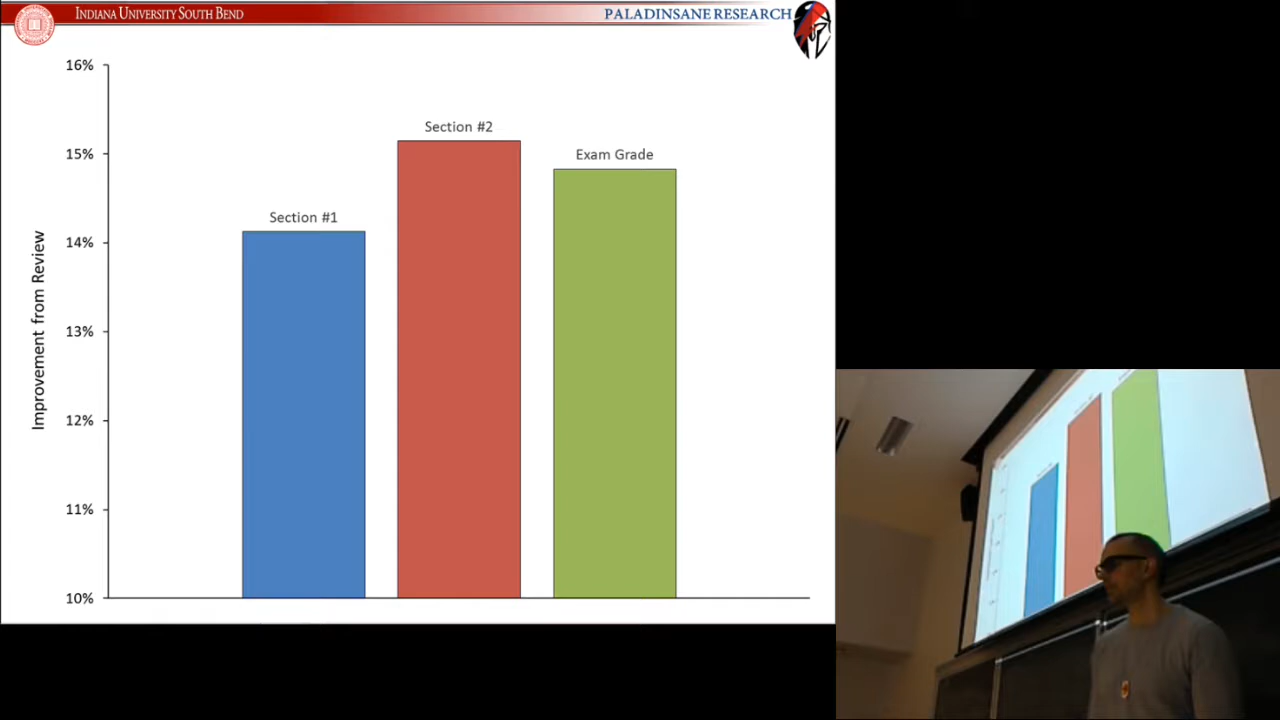 INDIANA UNIVERSITY SOUTH BEND
PALADINSANE RESEARCH
16%
15%
14%
13%
12%
11%
10%
Improvement from Review
Section #1
Section #2
Exam Grade